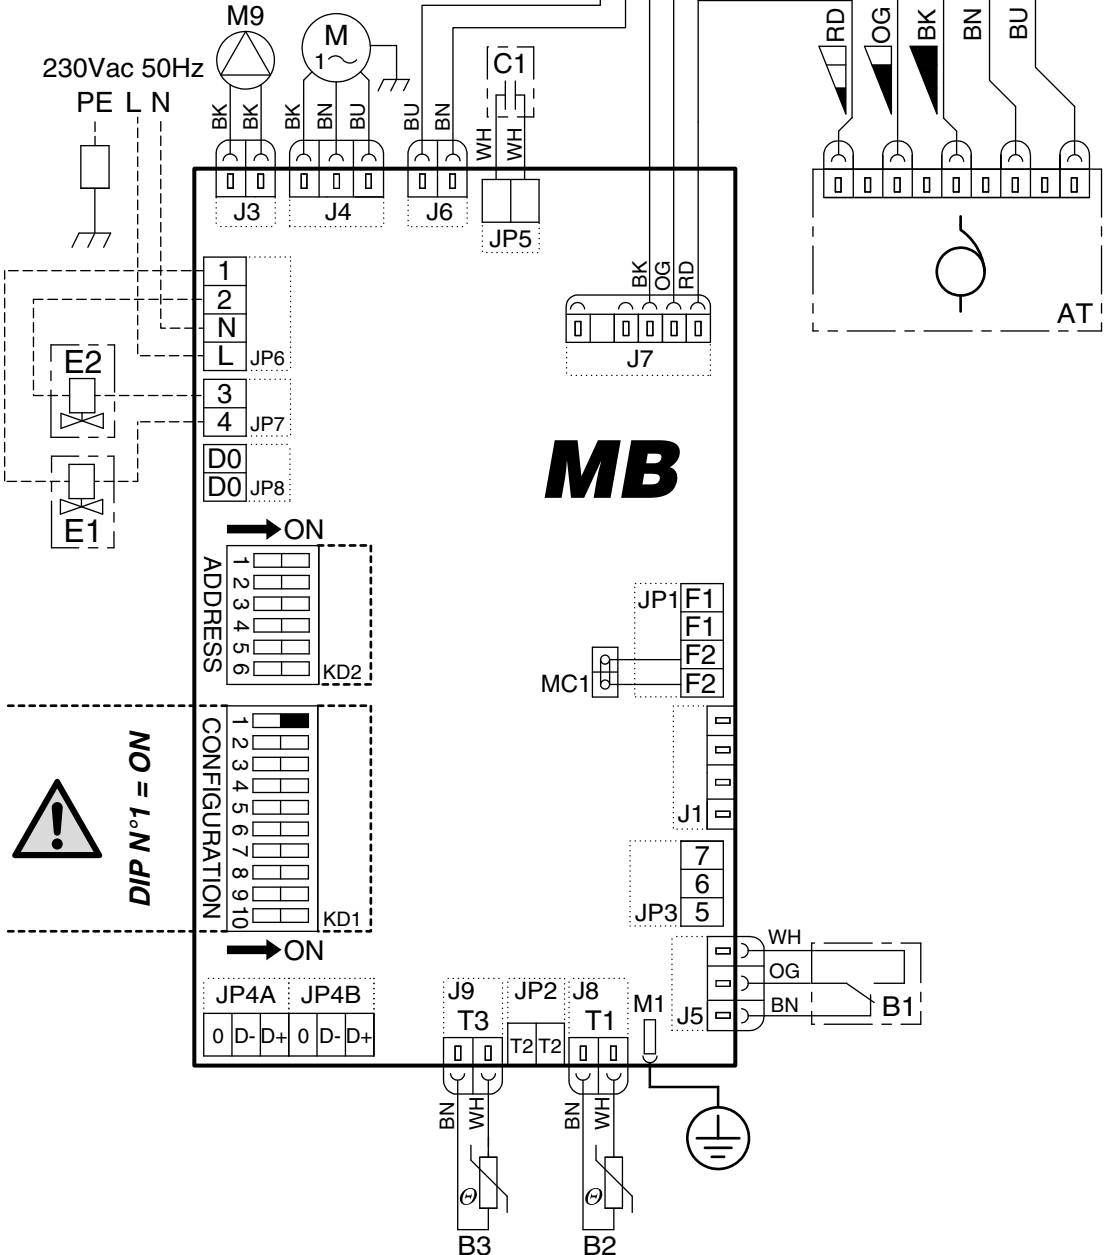 M9
M
1~
230Vac 50Hz
PE L N
BK
BK
BK
BN
BU
BU
BN
C1
WH
WH
RD
OG
BK
BN
BU
J3
J4
J6
JP5
BK
OG
RD
J7
AT
1
2
N
L
JP6
E2
3
4
JP7
D0
D0
JP8
E1
MB
ON
ADDRESS
1
2
3
4
5
6
KD2
JP1
F1
F1
F2
F2
MC1
DIP N°1 = ON
CONFIGURATION
1
2
3
4
5
6
7
8
9
10
KD1
ON
J1
7
6
5
JP3
WH
OG
BN
J5
B1
JP4A
JP4B
0 D- D+ 0 D- D+
J9
T3
JP2
T2 T2
J8
T1
M1
BN
WH
BN
WH
Θ
Θ
B3
B2